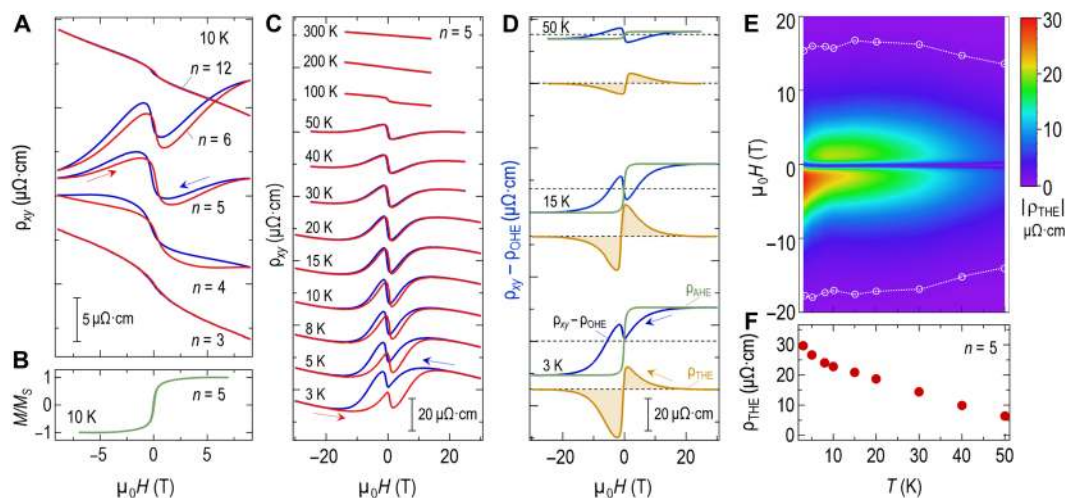 A
10 K
n = 12
n = 6
n = 5
n = 4
n = 3
5 μΩ·cm
ρxy (μΩ·cm)
B
10 K
n = 5
M/MS
1
0
−1
−5
0
5
μ0H (T)
C
n = 5
300 K
200 K
100 K
50 K
40 K
30 K
20 K
15 K
10 K
8 K
5 K
3 K
20 μΩ·cm
ρxy (μΩ·cm)
−20
0
20
μ0H (T)
D
50 K
15 K
3 K
ρAHE
ρxy − ρOHE
ρTHE
20 μΩ·cm
ρxy − ρOHE (μΩ·cm)
−20
0
20
μ0H (T)
E
20
10
0
−10
−20
μ0H (T)
30
20
10
0
|ρTHE|
μΩ·cm
F
n = 5
30
20
10
0
ρTHE (μΩ·cm)
10
20
30
40
50
T (K)